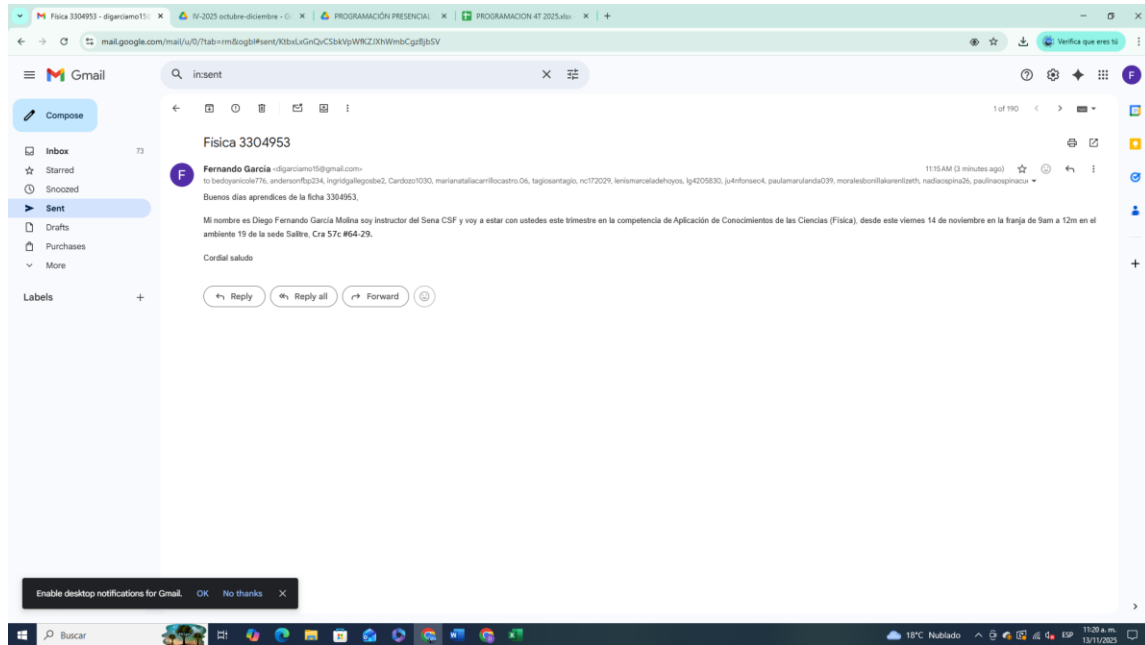 Física 3304953 - digarciamo15@
IV-2025 octubre-diciembre - G
PROGRAMACIÓN PRESENCIAL
PROGRAMACION 4T 2025.xlsx
mail.google.com/mail/u/0/?tab=rm&ogbl#sent/KtbxLxGnQvCSbkVpWfKZJXhWmbCgzBjbSV
Verifica que eres tú
Gmail
in:sent
Compose
1 of 190
Inbox 73
Starred
Snoozed
Sent
Drafts
Purchases
More
Labels
Física 3304953
Fernando García <digarciamo15@gmail.com>
11:15 AM (3 minutes ago)
to bedoyanicole776, andersonfbp234, ingridgallegosbe2, Cardozo1030, marianataliacarrillocastro.06, tagiosantagio, nc172029, lenismarceladehoyos, lg4205830, ju4nfonsec4, paulamarulanda039, moralesbonillakarenlizeth, nadiaospina26, paulinaospinacu
Buenos días aprendices de la ficha 3304953,
Mi nombre es Diego Fernando García Molina soy instructor del Sena CSF y voy a estar con ustedes este trimestre en la competencia de Aplicación de Conocimientos de las Ciencias (Física), desde este viernes 14 de noviembre en la franja de 9am a 12m en el
ambiente 19 de la sede Salitre, Cra 57c #64-29.
Cordial saludo
Reply
Reply all
Forward
Enable desktop notifications for Gmail. OK No thanks
Buscar
18°C Nublado
ESP
11:20 a. m.
13/11/2025